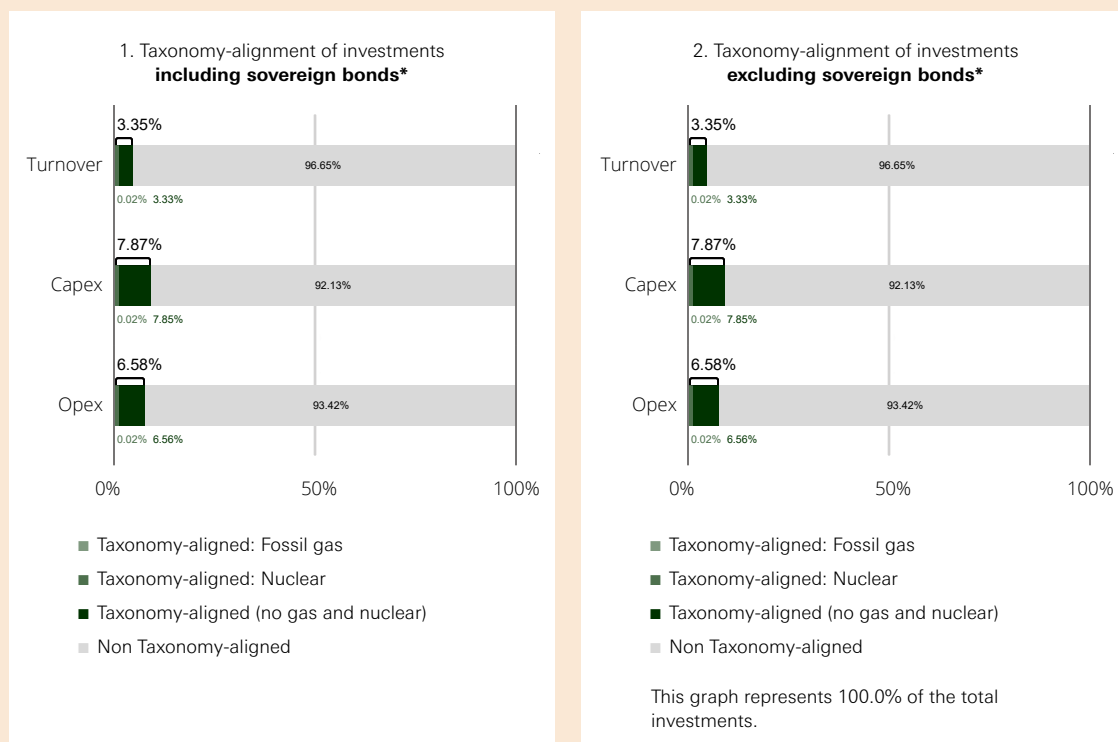 1. Taxonomy-alignment of investments
including sovereign bonds*
3.35%
Turnover
96.65%
0.02% 3.33%
7.87%
Capex
92.13%
0.02% 7.85%
6.58%
Opex
93.42%
0.02% 6.56%
0% 50% 100%
Taxonomy-aligned: Fossil gas
Taxonomy-aligned: Nuclear
Taxonomy-aligned (no gas and nuclear)
Non Taxonomy-aligned
2. Taxonomy-alignment of investments
excluding sovereign bonds*
3.35%
Turnover
96.65%
0.02% 3.33%
7.87%
Capex
92.13%
0.02% 7.85%
6.58%
Opex
93.42%
0.02% 6.56%
0% 50% 100%
Taxonomy-aligned: Fossil gas
Taxonomy-aligned: Nuclear
Taxonomy-aligned (no gas and nuclear)
Non Taxonomy-aligned
This graph represents 100.0% of the total
investments.